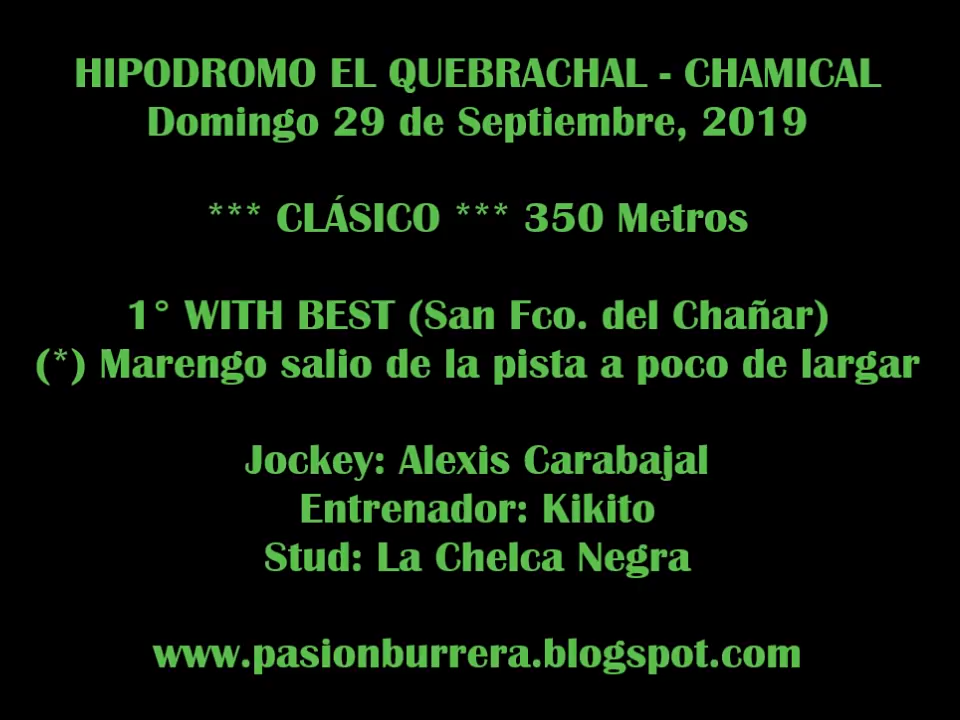 HIPODROMO EL QUEBRACHAL - CHAMICAL
Domingo 29 de Septiembre, 2019
*** CLÁSICO *** 350 Metros
1° WITH BEST (San Fco. del Chañar)
(*) Marengo salio de la pista a poco de largar
Jockey: Alexis Carabajal
Entrenador: Kikito
Stud: La Chelca Negra
www.pasionburrera.blogspot.com